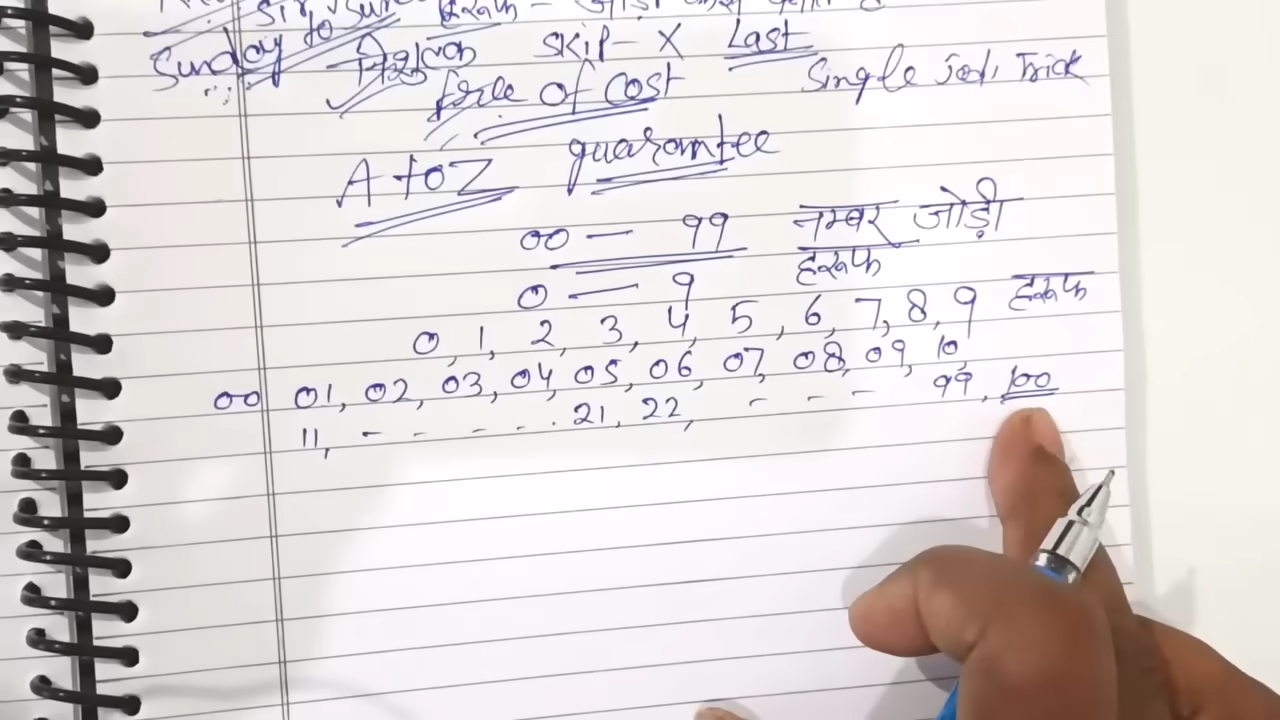 Sunday to निशुल्क skip - X Last
free of cost Single Jodi Trick
A to Z guarantee
00 — 99 नम्बर जोड़ी
0 — 9 हरूफ
0, 1, 2, 3, 4, 5, 6, 7, 8, 9 हरूफ
00 01, 02, 03, 04, 05, 06, 07, 08, 09, 10,
11, - - - - . 21, 22, - - - 99, 100